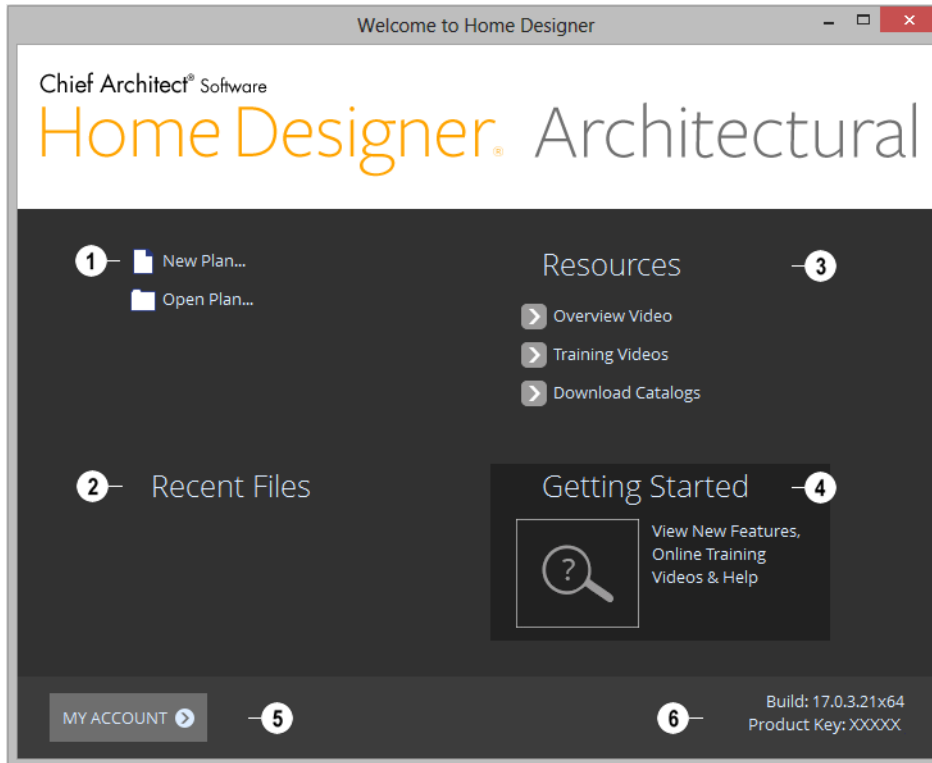 Welcome to Home Designer
Chief Architect® Software
Home Designer® Architectural
1
New Plan...
Open Plan...
Resources
3
Overview Video
Training Videos
Download Catalogs
2
Recent Files
Getting Started
4
View New Features,
Online Training
Videos & Help
?
MY ACCOUNT
5
6
Build: 17.0.3.21x64
Product Key: XXXXX